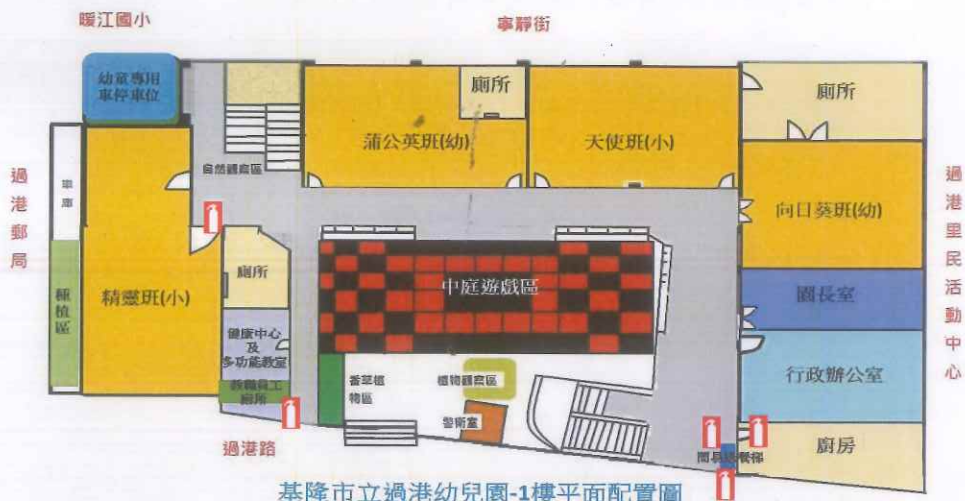 暖江國小
寧靜街
幼童專用
車停車位
廁所
廁所
蒲公英班(幼)
天使班(小)
自然觀察區
過港郵局
車庫
向日葵班(幼)
過港里民活動中心
廁所
中庭遊戲區
園長室
種植區
精靈班(小)
健康中心
及
多功能教室
香草植
物區
植物觀察區
行政辦公室
教職員工
廁所
警衛室
過港路
廚房
基隆市立過港幼兒園-1樓平面配置圖